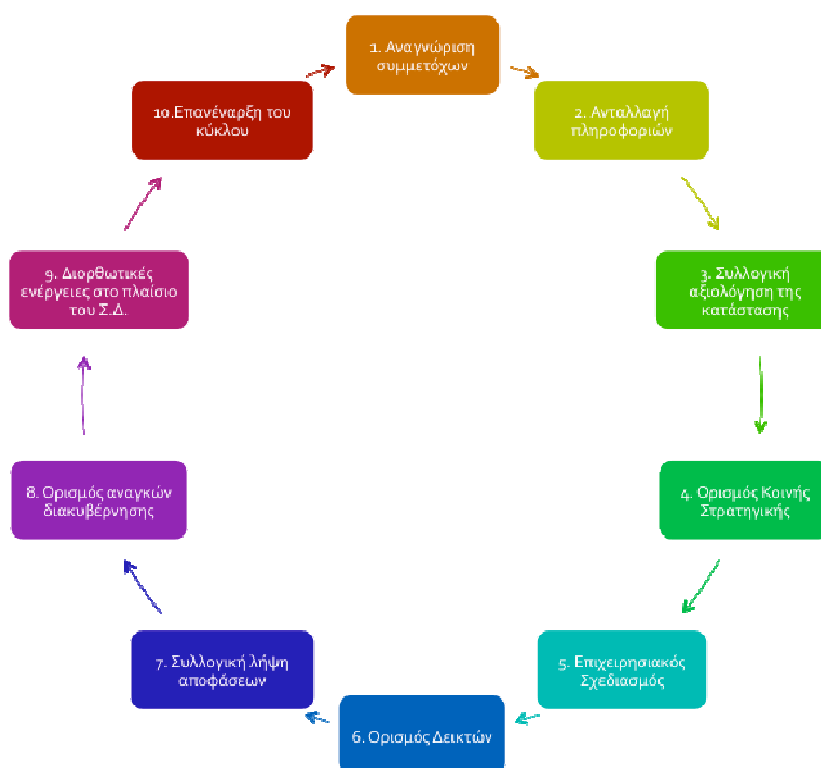 1. Αναγνώριση
συμμετόχων
2. Ανταλλαγή
πληροφοριών
3. Συλλογική
αξιολόγηση της
κατάστασης
4. Ορισμός Κοινής
Στρατηγικής
5. Επιχειρησιακός
Σχεδιασμός
6. Ορισμός Δεικτών
7. Συλλογική λήψη
αποφάσεων
8. Ορισμός αναγκών
διακυβέρνησης
9. Διορθωτικές
ενέργειες στο πλαίσιο
του Σ.Δ.
10.Επανέναρξη του
κύκλου